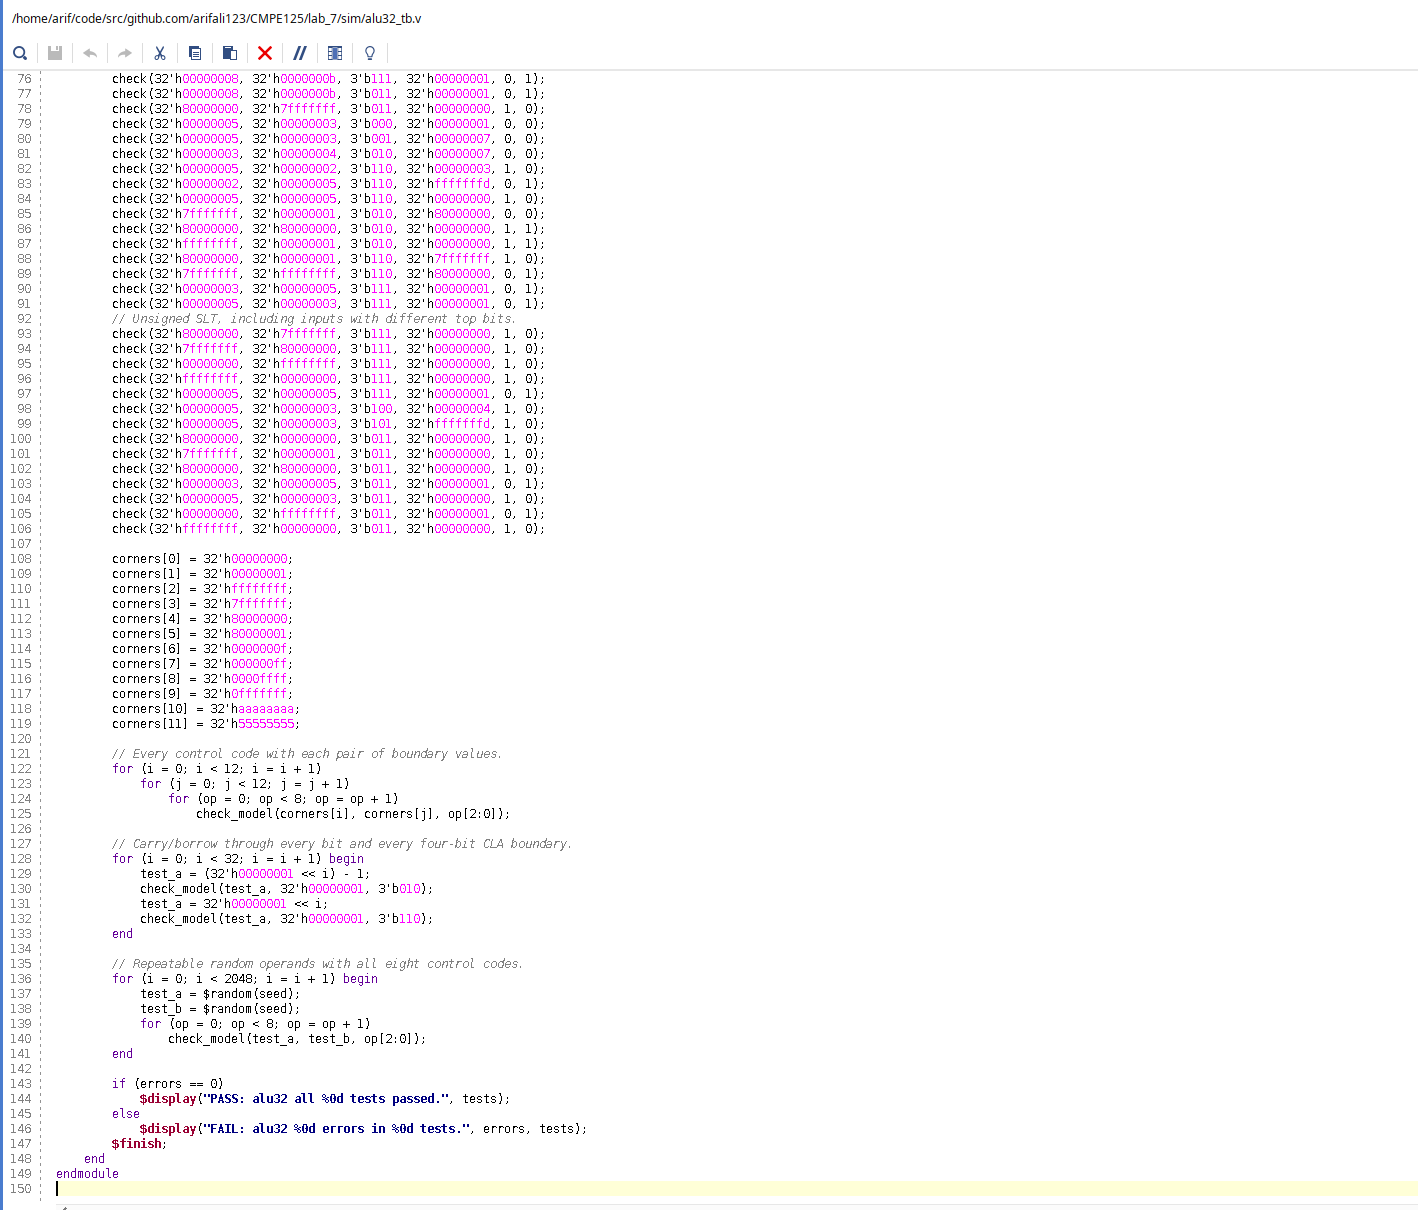 /home/arif/code/src/github.com/arifali123/CMPE125/lab_7/sim/alu32_tb.v
76 check(32'h00000008, 32'h0000000b, 3'b111, 32'h00000001, 0, 1);
77 check(32'h00000008, 32'h0000000b, 3'b011, 32'h00000001, 0, 1);
78 check(32'h80000000, 32'h7fffffff, 3'b011, 32'h00000000, 1, 0);
79 check(32'h00000005, 32'h00000003, 3'b000, 32'h00000001, 0, 0);
80 check(32'h00000005, 32'h00000003, 3'b001, 32'h00000007, 0, 0);
81 check(32'h00000003, 32'h00000004, 3'b010, 32'h00000007, 0, 0);
82 check(32'h00000005, 32'h00000002, 3'b110, 32'h00000003, 1, 0);
83 check(32'h00000002, 32'h00000005, 3'b110, 32'hfffffffd, 0, 1);
84 check(32'h00000005, 32'h00000005, 3'b110, 32'h00000000, 1, 0);
85 check(32'h7fffffff, 32'h00000001, 3'b010, 32'h80000000, 0, 0);
86 check(32'h80000000, 32'h80000000, 3'b010, 32'h00000000, 1, 1);
87 check(32'hffffffff, 32'h00000001, 3'b010, 32'h00000000, 1, 1);
88 check(32'h80000000, 32'h00000001, 3'b110, 32'h7fffffff, 1, 0);
89 check(32'h7fffffff, 32'hffffffff, 3'b110, 32'h80000000, 0, 1);
90 check(32'h00000003, 32'h00000005, 3'b111, 32'h00000001, 0, 1);
91 check(32'h00000005, 32'h00000003, 3'b111, 32'h00000001, 0, 1);
92 // Unsigned SLT, including inputs with different top bits.
93 check(32'h80000000, 32'h7fffffff, 3'b111, 32'h00000000, 1, 0);
94 check(32'h7fffffff, 32'h80000000, 3'b111, 32'h00000000, 1, 0);
95 check(32'h00000000, 32'hffffffff, 3'b111, 32'h00000000, 1, 0);
96 check(32'hffffffff, 32'h00000000, 3'b111, 32'h00000000, 1, 0);
97 check(32'h00000005, 32'h00000005, 3'b111, 32'h00000001, 0, 1);
98 check(32'h00000005, 32'h00000003, 3'b100, 32'h00000004, 1, 0);
99 check(32'h00000005, 32'h00000003, 3'b101, 32'hfffffffd, 1, 0);
100 check(32'h80000000, 32'h00000000, 3'b011, 32'h00000000, 1, 0);
101 check(32'h7fffffff, 32'h00000001, 3'b011, 32'h00000000, 1, 0);
102 check(32'h80000000, 32'h80000000, 3'b011, 32'h00000000, 1, 0);
103 check(32'h00000003, 32'h00000005, 3'b011, 32'h00000001, 0, 1);
104 check(32'h00000005, 32'h00000003, 3'b011, 32'h00000000, 1, 0);
105 check(32'h00000000, 32'hffffffff, 3'b011, 32'h00000001, 0, 1);
106 check(32'hffffffff, 32'h00000000, 3'b011, 32'h00000000, 1, 0);
107
108 corners[0] = 32'h00000000;
109 corners[1] = 32'h00000001;
110 corners[2] = 32'hffffffff;
111 corners[3] = 32'h7fffffff;
112 corners[4] = 32'h80000000;
113 corners[5] = 32'h80000001;
114 corners[6] = 32'h0000000f;
115 corners[7] = 32'h000000ff;
116 corners[8] = 32'h0000ffff;
117 corners[9] = 32'h0fffffff;
118 corners[10] = 32'haaaaaaaa;
119 corners[11] = 32'h55555555;
120
121 // Every control code with each pair of boundary values.
122 for (i = 0; i < 12; i = i + 1)
123 for (j = 0; j < 12; j = j + 1)
124 for (op = 0; op < 8; op = op + 1)
125 check_model(corners[i], corners[j], op[2:0]);
126
127 // Carry/borrow through every bit and every four-bit CLA boundary.
128 for (i = 0; i < 32; i = i + 1) begin
129 test_a = (32'h00000001 << i) - 1;
130 check_model(test_a, 32'h00000001, 3'b010);
131 test_a = 32'h00000001 << i;
132 check_model(test_a, 32'h00000001, 3'b110);
133 end
134
135 // Repeatable random operands with all eight control codes.
136 for (i = 0; i < 2048; i = i + 1) begin
137 test_a = $random(seed);
138 test_b = $random(seed);
139 for (op = 0; op < 8; op = op + 1)
140 check_model(test_a, test_b, op[2:0]);
141 end
142
143 if (errors == 0)
144 $display("PASS: alu32 all %0d tests passed.", tests);
145 else
146 $display("FAIL: alu32 %0d errors in %0d tests.", errors, tests);
147 $finish;
148 end
149 endmodule
150